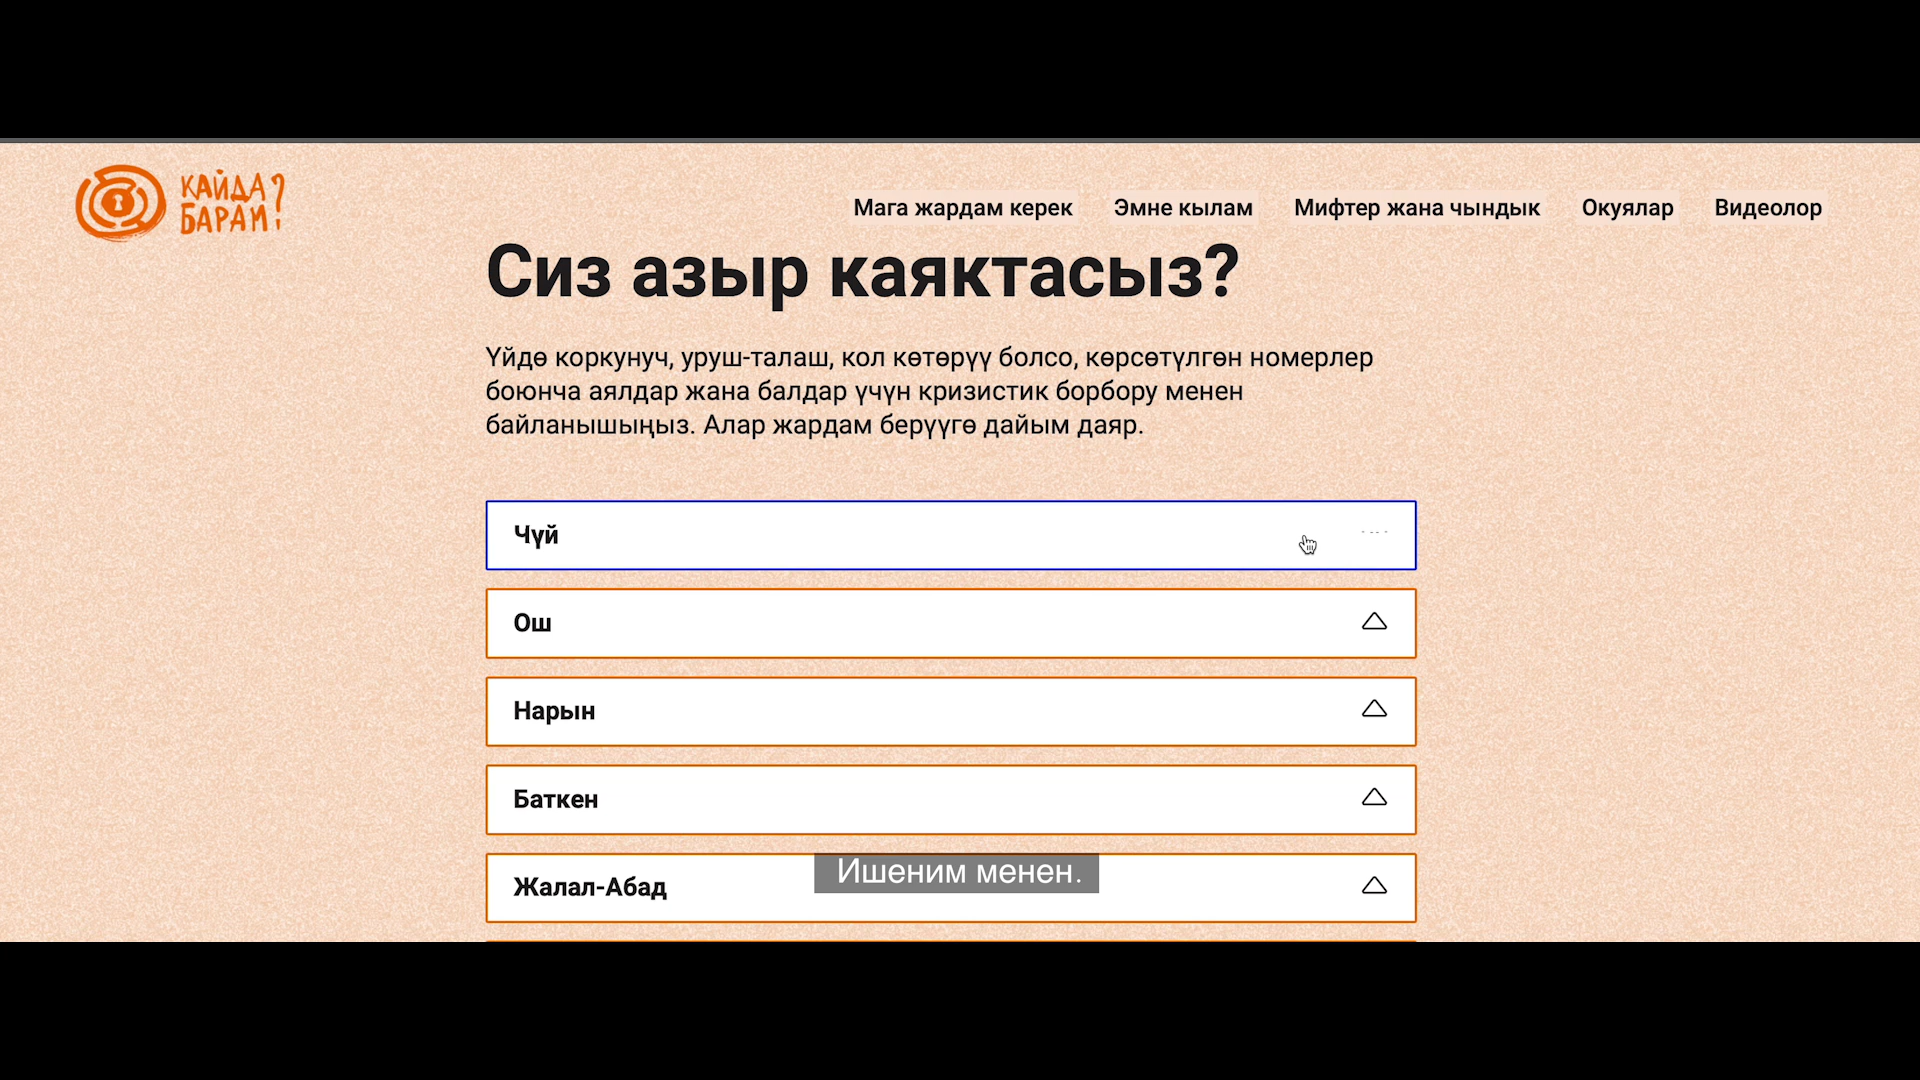 КАЙДА
БАРАМ?
Мага жардам керек
Эмне кылам
Мифтер жана чындык
Окуялар
Видеолор
Сиз азыр каяктасыз?
Үйдө коркунуч, уруш-талаш, кол көтөрүү болсо, көрсөтүлгөн номерлер
боюнча аялдар жана балдар үчүн кризистик борбору менен
байланышыңыз. Алар жардам берүүгө дайым даяр.
Чүй
Ош
Нарын
Баткен
Жалал-Абад
Ишеним менен.